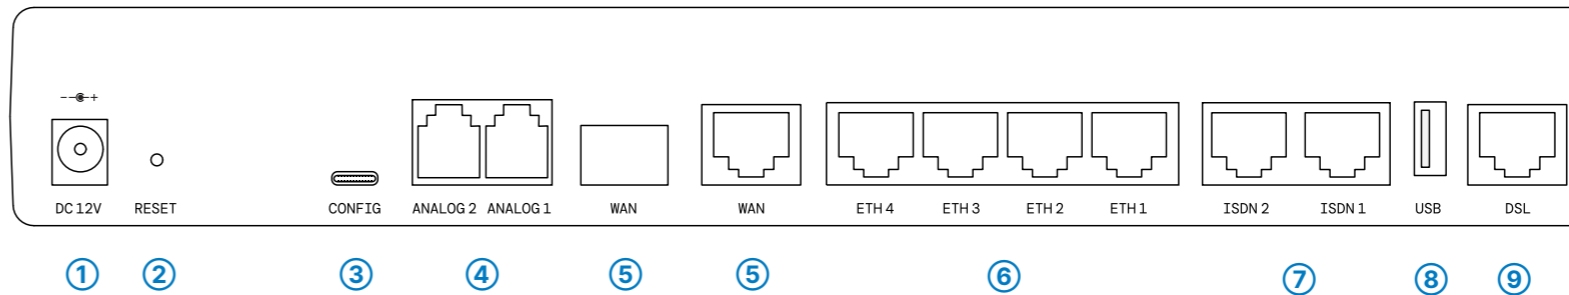 DC 12V RESET CONFIG ANALOG 2 ANALOG 1 WAN WAN ETH 4 ETH 3 ETH 2 ETH 1 ISDN 2 ISDN 1 USB DSL
1 2 3 4 5 5 6 7 8 9